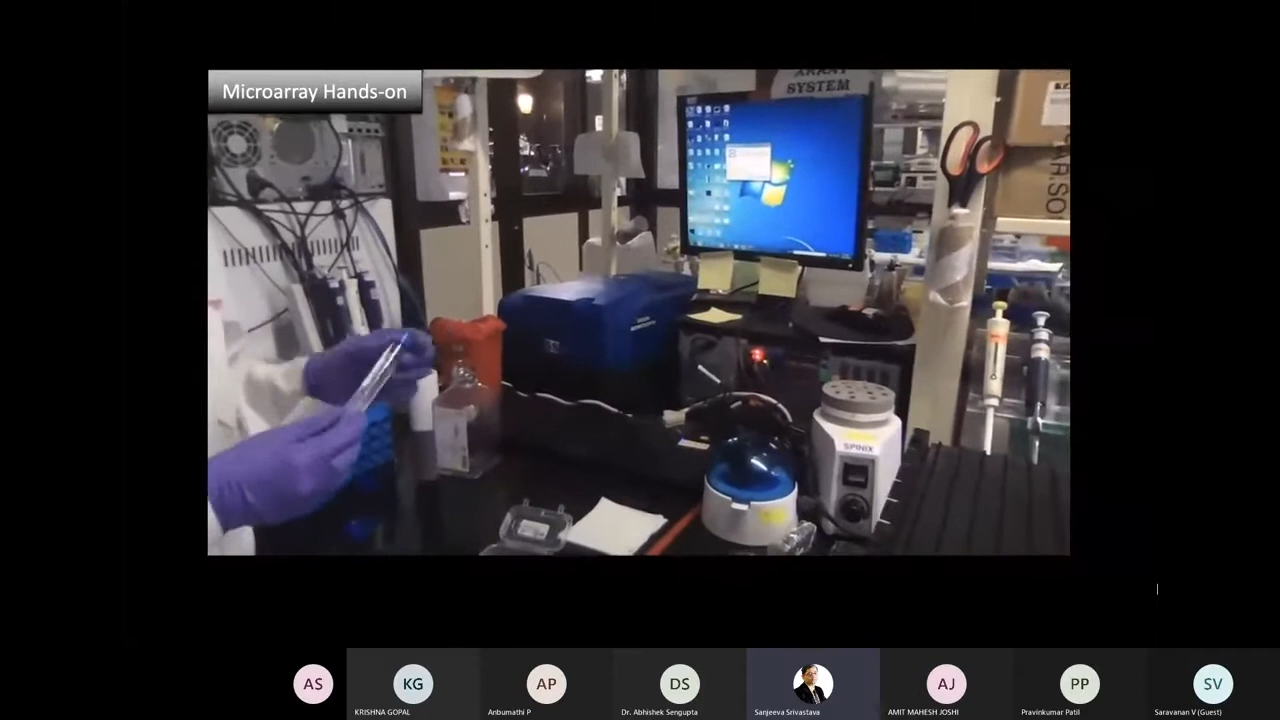 Microarray Hands-on
ARRAY
SYSTEM
SPINIX
AS
KG
AP
DS
AJ
PP
SV
KRISHNA GOPAL
Anbumathi P
Dr. Abhishek Sengupta
Sanjeeva Srivastava
AMIT MAHESH JOSHI
Pravinkumar Patil
Saravanan V (Guest)